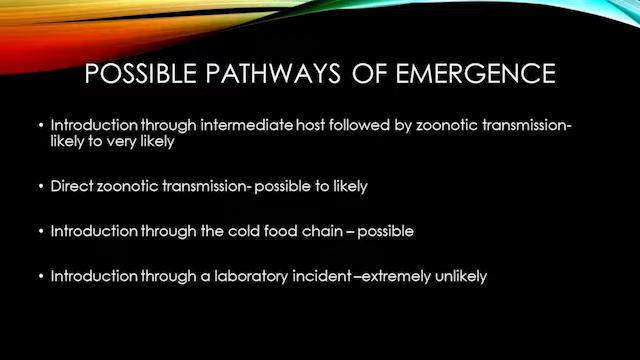 POSSIBLE PATHWAYS OF EMERGENCE
• Introduction through intermediate host followed by zoonotic transmission-
likely to very likely
• Direct zoonotic transmission- possible to likely
• Introduction through the cold food chain – possible
• Introduction through a laboratory incident –extremely unlikely